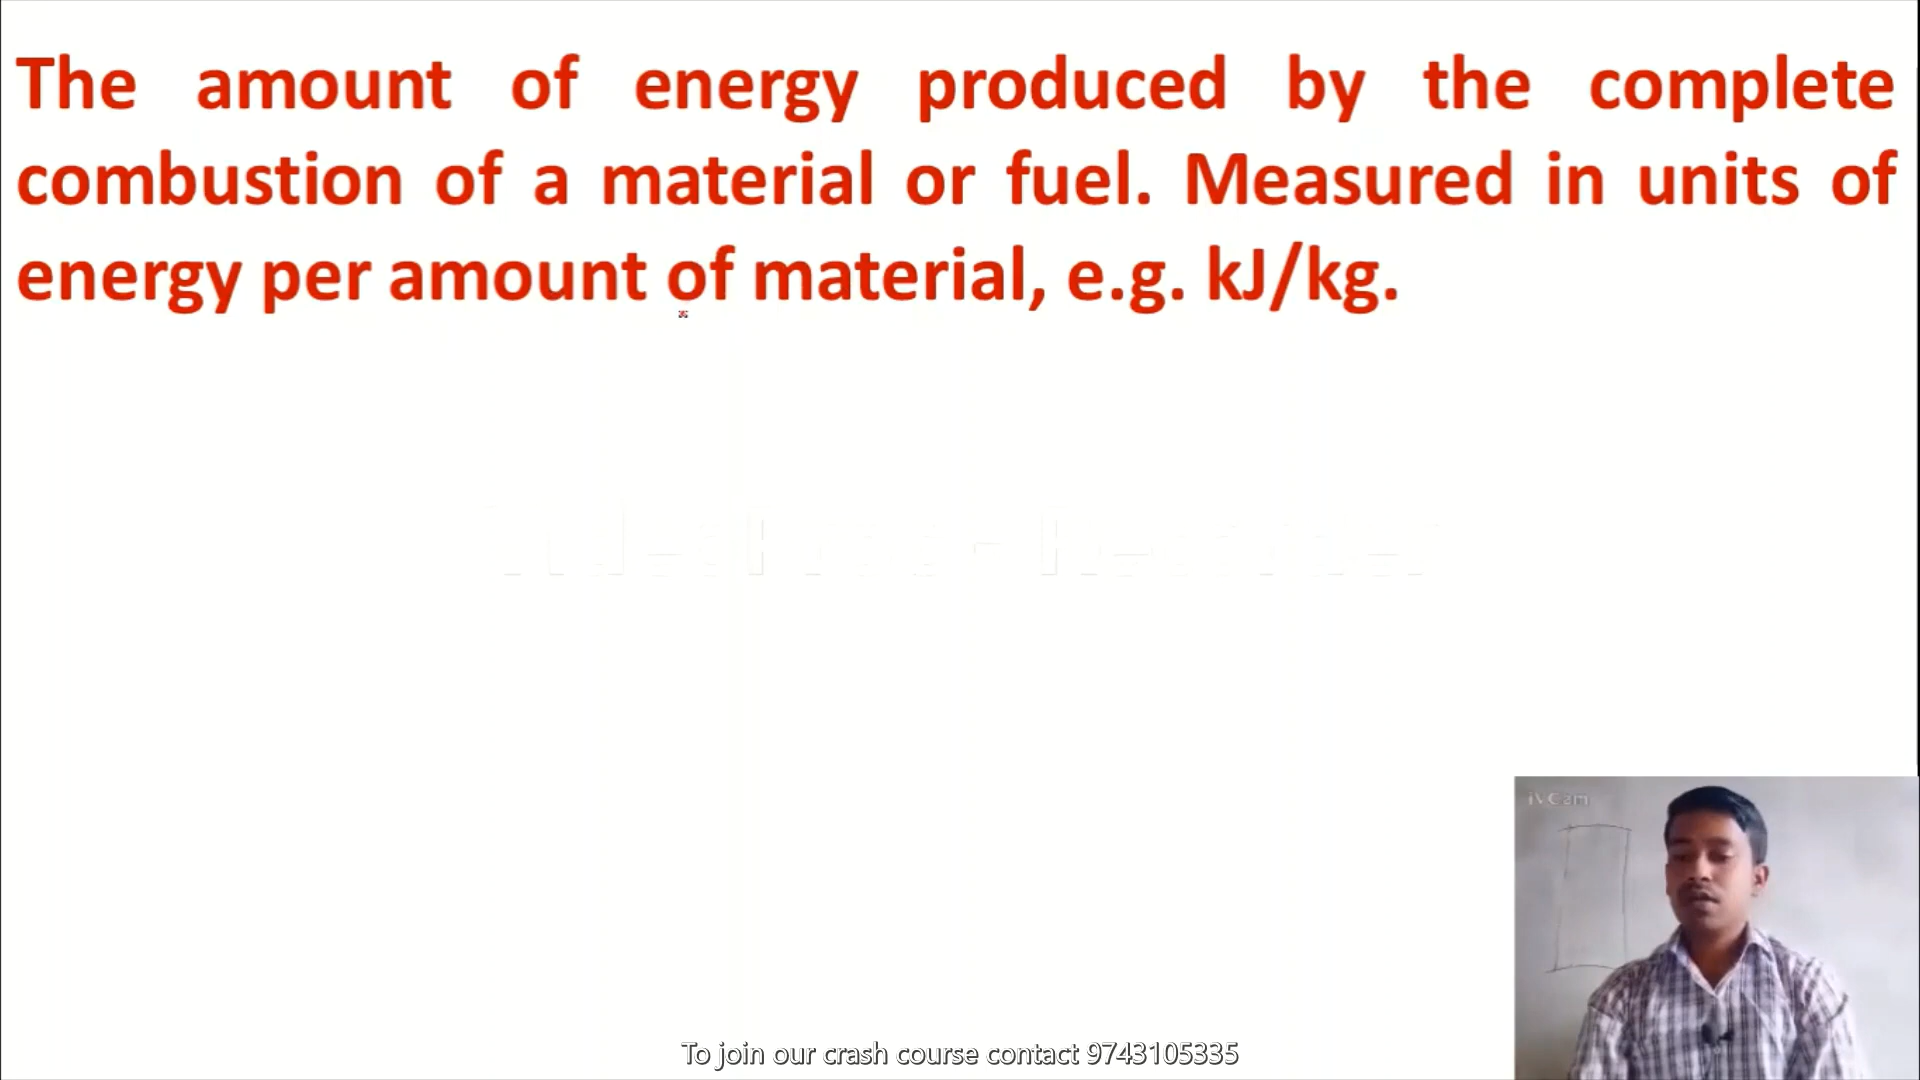 The amount of energy produced by the complete
combustion of a material or fuel. Measured in units of
energy per amount of material, e.g. kJ/kg.
iVCam
To join our crash course contact 9743105335